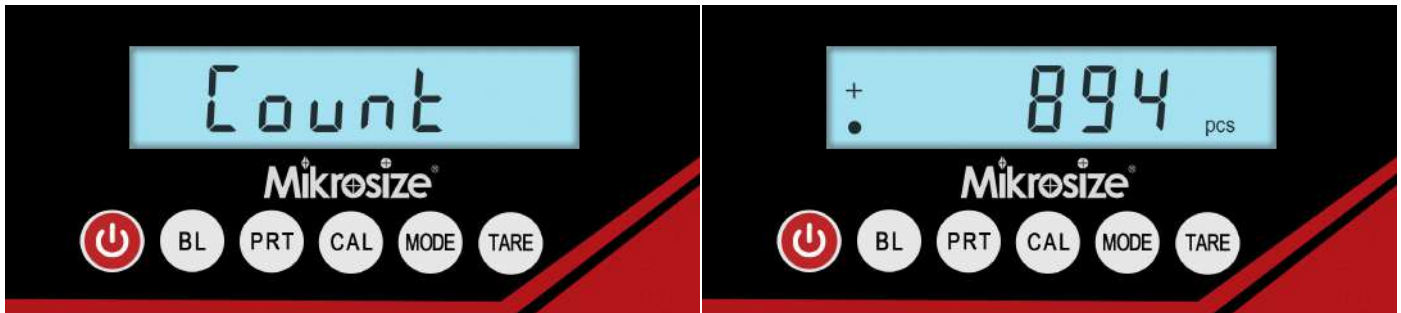 Count
Mikrosize®
BL PRT CAL MODE TARE
+ 894 pcs
Mikrosize®
BL PRT CAL MODE TARE